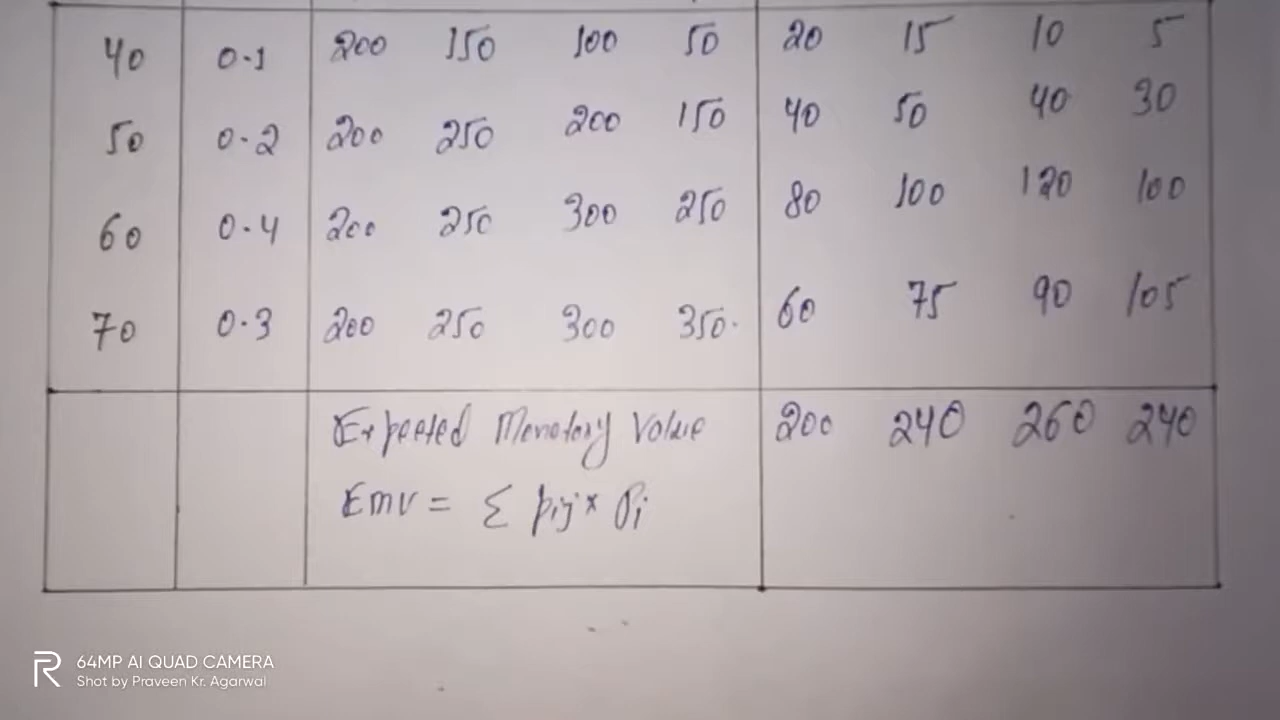 40 0.1 200 150 100 50 20 15 10 5
50 0.2 200 250 200 150 40 50 40 30
60 0.4 200 250 300 250 80 100 120 100
70 0.3 200 250 300 350. 60 75 90 105
Expected Monetory Value 200 240 260 240
Emv = Σ pij × Pi
64MP AI QUAD CAMERA
Shot by Praveen Kr. Agarwal